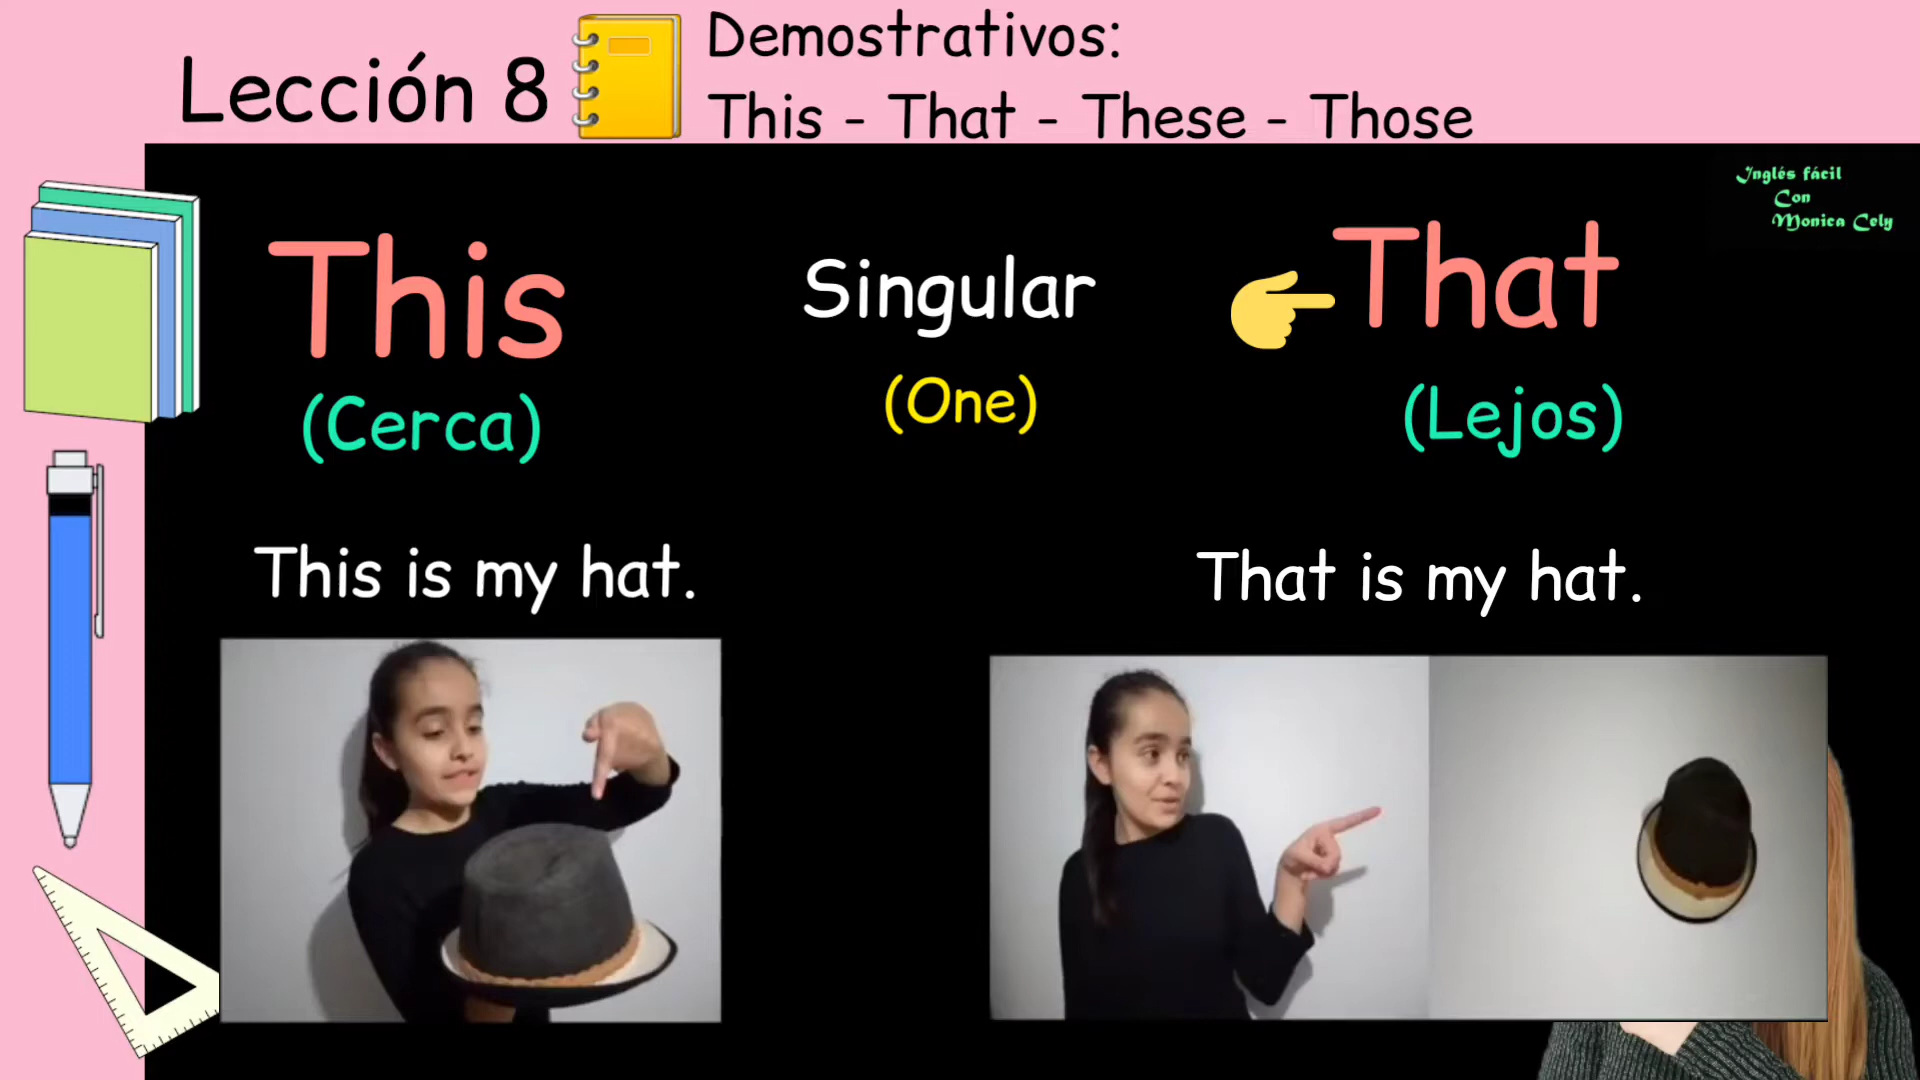 Lección 8
Demostrativos:
This - That - These - Those
Inglés fácil
Con
Monica Cely
This
(Cerca)
Singular
(One)
That
(Lejos)
This is my hat.
That is my hat.